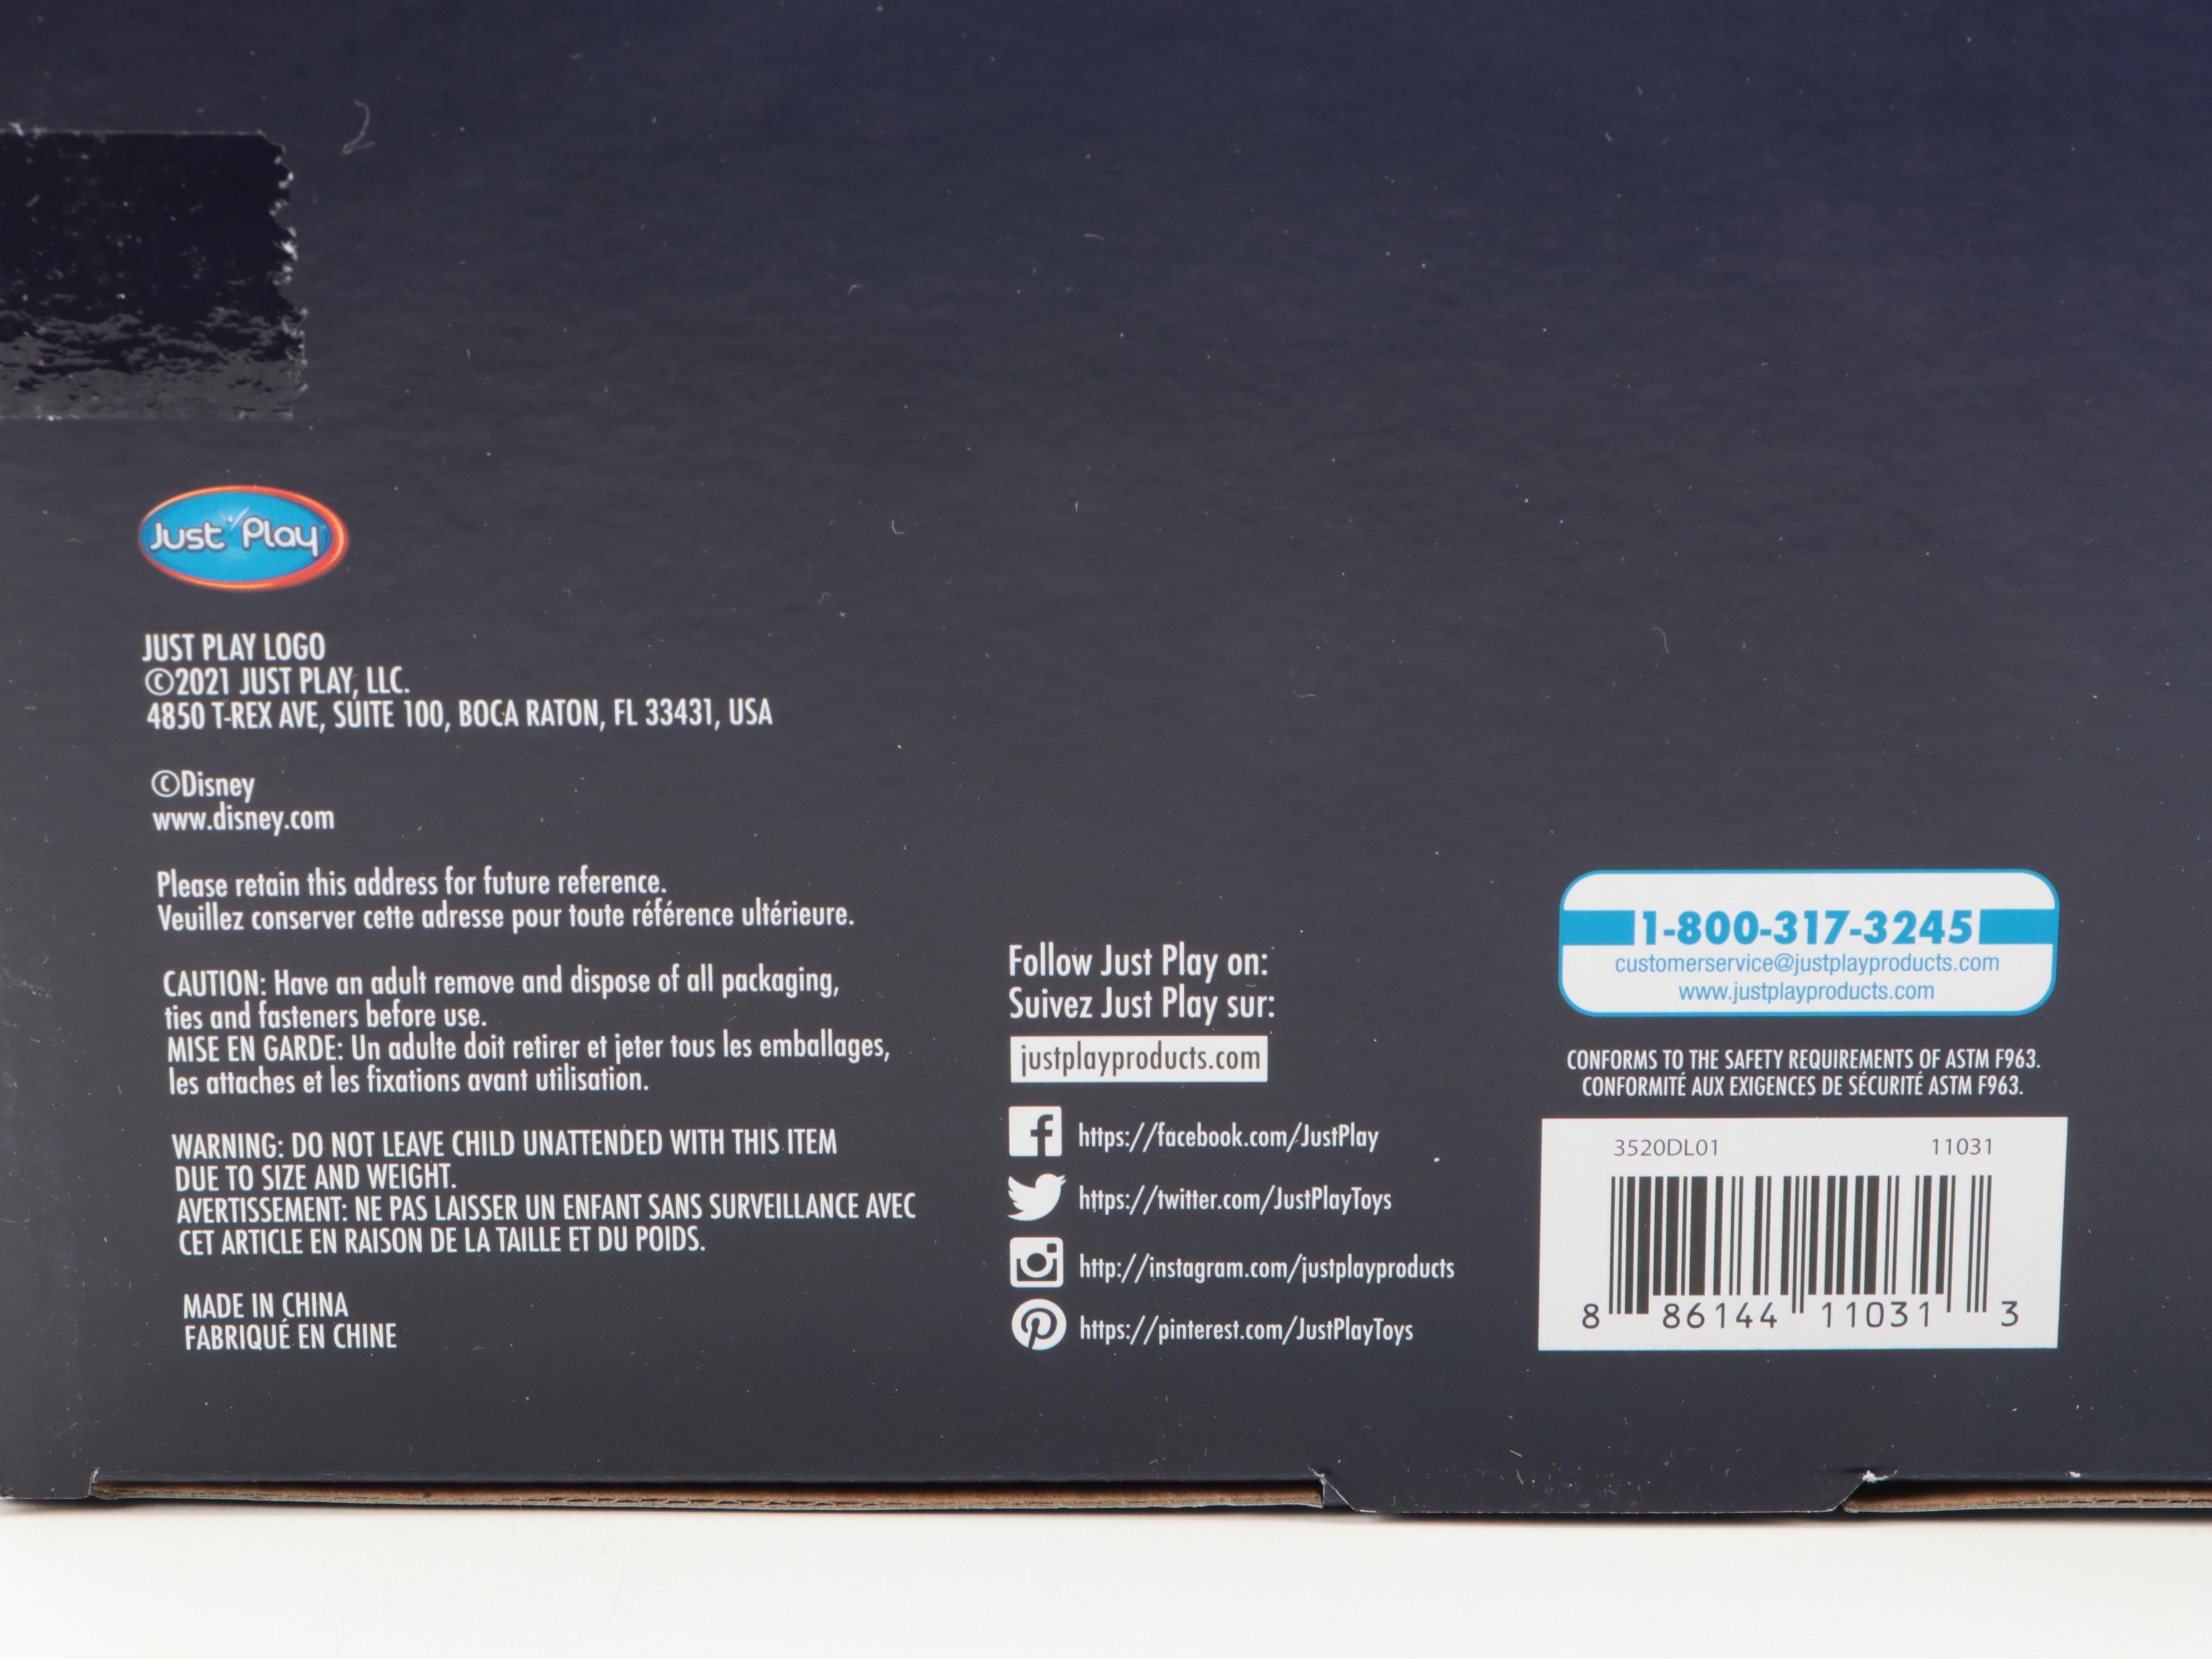 Just Play
JUST PLAY LOGO
©2021 JUST PLAY, LLC.
4850 T-REX AVE, SUITE 100, BOCA RATON, FL 33431, USA
©Disney
www.disney.com
Please retain this address for future reference.
Veuillez conserver cette adresse pour toute référence ultérieure.
CAUTION: Have an adult remove and dispose of all packaging,
ties and fasteners before use.
MISE EN GARDE: Un adulte doit retirer et jeter tous les emballages,
les attaches et les fixations avant utilisation.
WARNING: DO NOT LEAVE CHILD UNATTENDED WITH THIS ITEM
DUE TO SIZE AND WEIGHT.
AVERTISSEMENT: NE PAS LAISSER UN ENFANT SANS SURVEILLANCE AVEC
CET ARTICLE EN RAISON DE LA TAILLE ET DU POIDS.
MADE IN CHINA
FABRIQUÉ EN CHINE
Follow Just Play on:
Suivez Just Play sur:
justplayproducts.com
https://facebook.com/JustPlay
https://twitter.com/JustPlayToys
http://instagram.com/justplayproducts
https://pinterest.com/JustPlayToys
1-800-317-3245
customerservice@justplayproducts.com
www.justplayproducts.com
CONFORMS TO THE SAFETY REQUIREMENTS OF ASTM F963.
CONFORMITÉ AUX EXIGENCES DE SÉCURITÉ ASTM F963.
3520DL01 11031
8 86144 11031 3